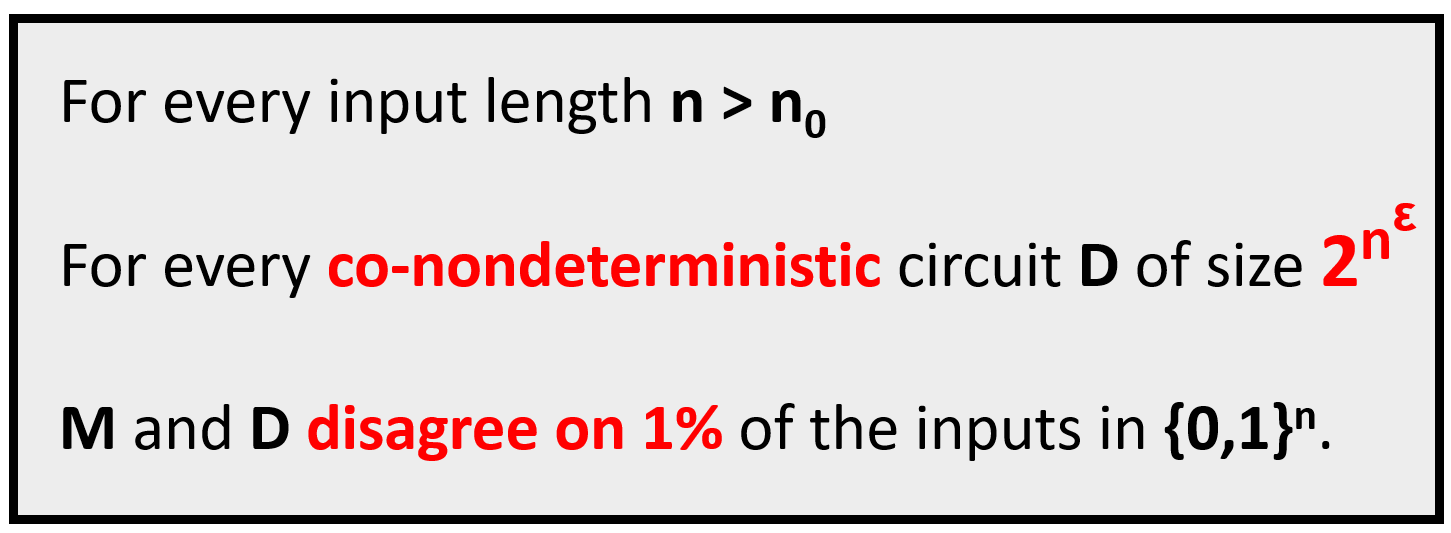 For every input length n > n₀
For every co-nondeterministic circuit D of size 2^n^ε
M and D disagree on 1% of the inputs in {0,1}ⁿ.